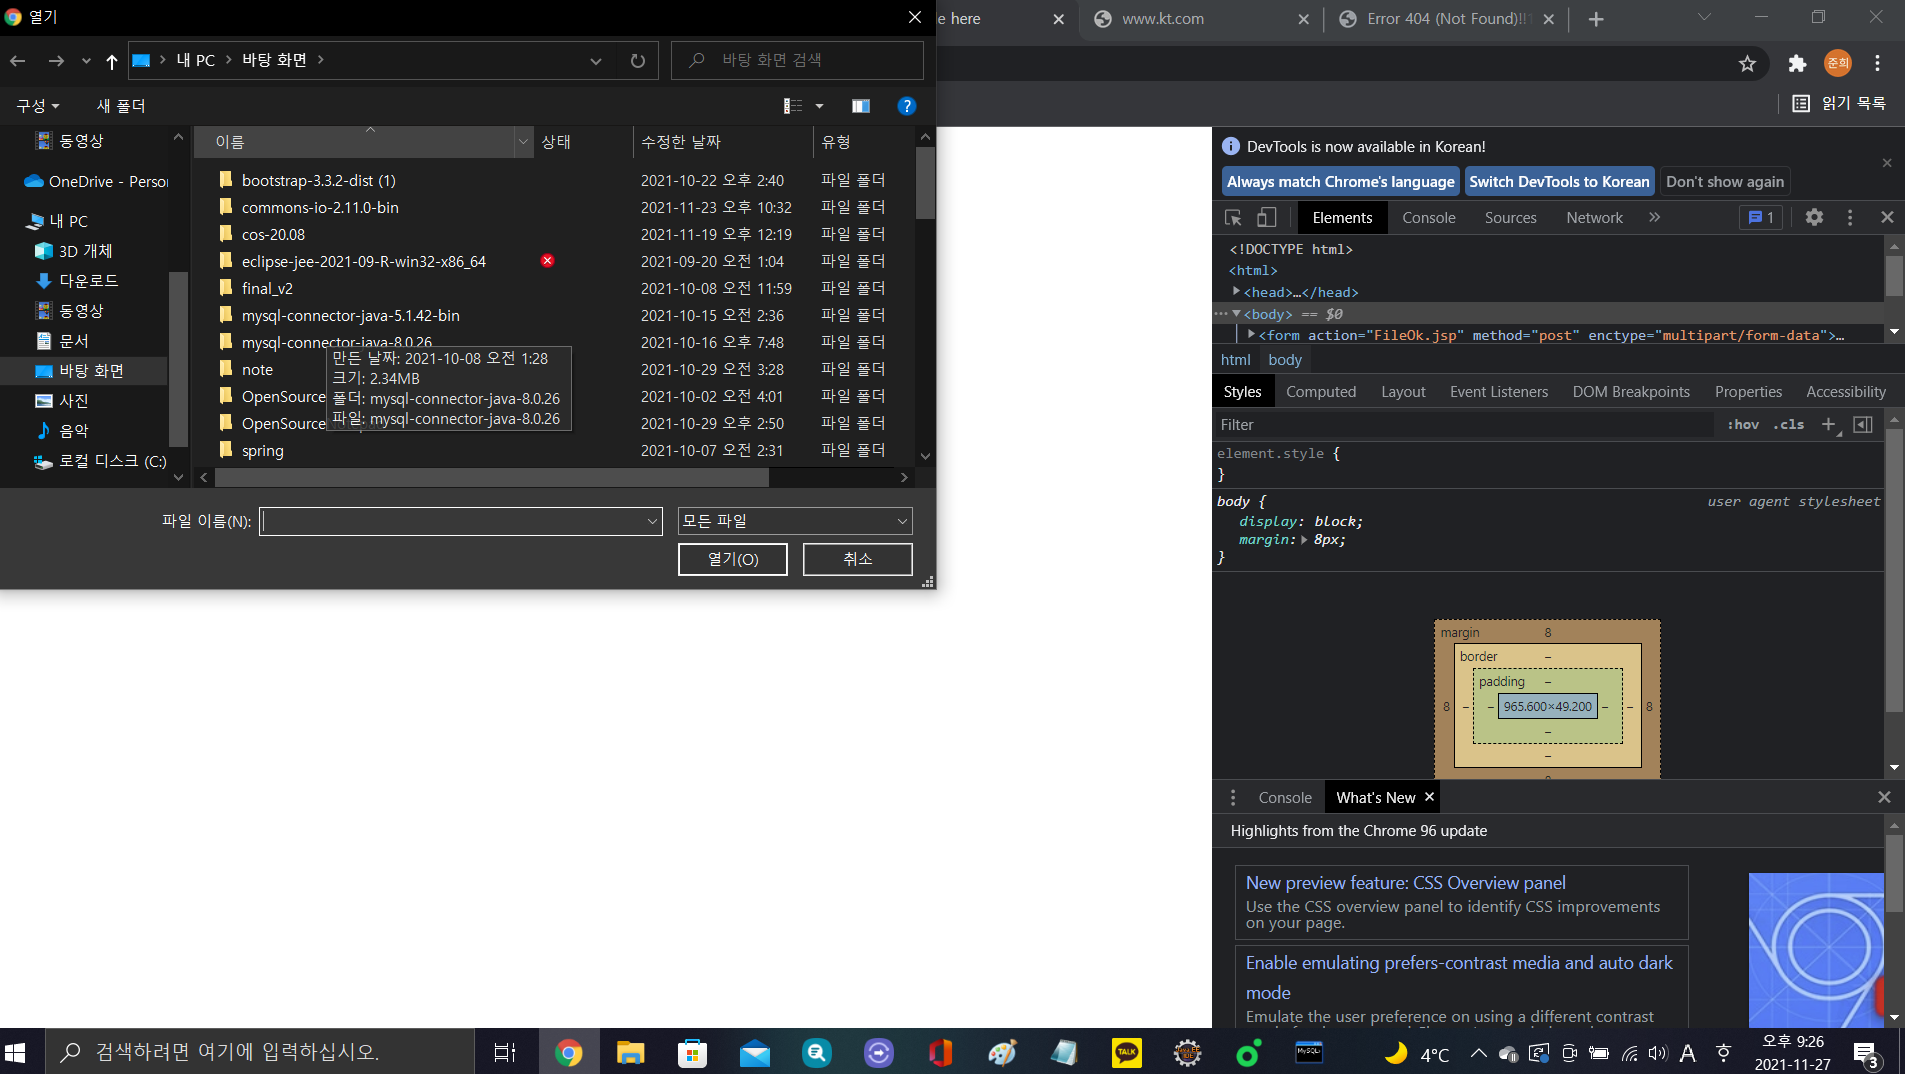 열기
le here
www.kt.com
Error 404 (Not Found)!!1
내 PC
바탕 화면
바탕 화면 검색
준희
구성
새 폴더
읽기 목록
이름
상태
수정한 날짜
유형
동영상
OneDrive - Person
내 PC
3D 개체
다운로드
동영상
문서
바탕 화면
사진
음악
로컬 디스크 (C:)
bootstrap-3.3.2-dist (1) 2021-10-22 오후 2:40 파일 폴더
commons-io-2.11.0-bin 2021-11-23 오후 10:32 파일 폴더
cos-20.08 2021-11-19 오후 12:19 파일 폴더
eclipse-jee-2021-09-R-win32-x86_64 2021-09-20 오전 1:04 파일 폴더
final_v2 2021-10-08 오전 11:59 파일 폴더
mysql-connector-java-5.1.42-bin 2021-10-15 오전 2:36 파일 폴더
mysql-connector-java-8.0.26 2021-10-16 오후 7:48 파일 폴더
note 2021-10-29 오전 3:28 파일 폴더
OpenSource 2021-10-02 오후 4:01 파일 폴더
OpenSource 2021-10-29 오후 2:50 파일 폴더
spring 2021-10-07 오전 2:31 파일 폴더
만든 날짜: 2021-10-08 오전 1:28
크기: 2.34MB
폴더: mysql-connector-java-8.0.26
파일: mysql-connector-java-8.0.26
파일 이름(N):
모든 파일
열기(O)
취소
DevTools is now available in Korean!
Always match Chrome's language
Switch DevTools to Korean
Don't show again
Elements
Console
Sources
Network
1
<!DOCTYPE html>
<html>
<head>…</head>
<body> == $0
<form action="FileOk.jsp" method="post" enctype="multipart/form-data">…
html
body
Styles
Computed
Layout
Event Listeners
DOM Breakpoints
Properties
Accessibility
Filter
:hov
.cls
element.style {
}
body {
user agent stylesheet
display: block;
margin: 8px;
}
margin
8
border
–
padding
–
8 – – 965.600×49.200 – – 8
–
–
Console
What's New
Highlights from the Chrome 96 update
New preview feature: CSS Overview panel
Use the CSS overview panel to identify CSS improvements
on your page.
Enable emulating prefers-contrast media and auto dark
mode
Emulate the user preference on using a different contrast
검색하려면 여기에 입력하십시오.
TALK
Java EE
IDE
MySQL
4°C
A
오후 9:26
2021-11-27
3